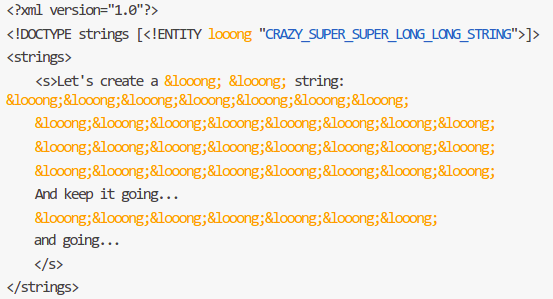 <?xml version="1.0"?>
<!DOCTYPE strings [<!ENTITY looong "CRAZY_SUPER_SUPER_LONG_LONG_STRING">]>
<strings>
<s>Let's create a &looong; &looong; string:
&looong;&looong;&looong;&looong;&looong;&looong;&looong;
&looong;&looong;&looong;&looong;&looong;&looong;&looong;&looong;
&looong;&looong;&looong;&looong;&looong;&looong;&looong;&looong;
&looong;&looong;&looong;&looong;&looong;&looong;&looong;&looong;
And keep it going...
&looong;&looong;&looong;&looong;&looong;&looong;&looong;
and going...
</s>
</strings>